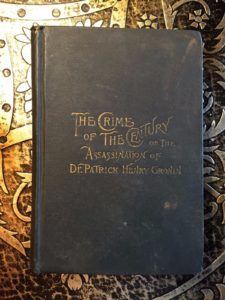 THE CRIME
OF THE CENTURY
OR THE
ASSASSINATION OF
DR PATRICK HENRY CRONIN